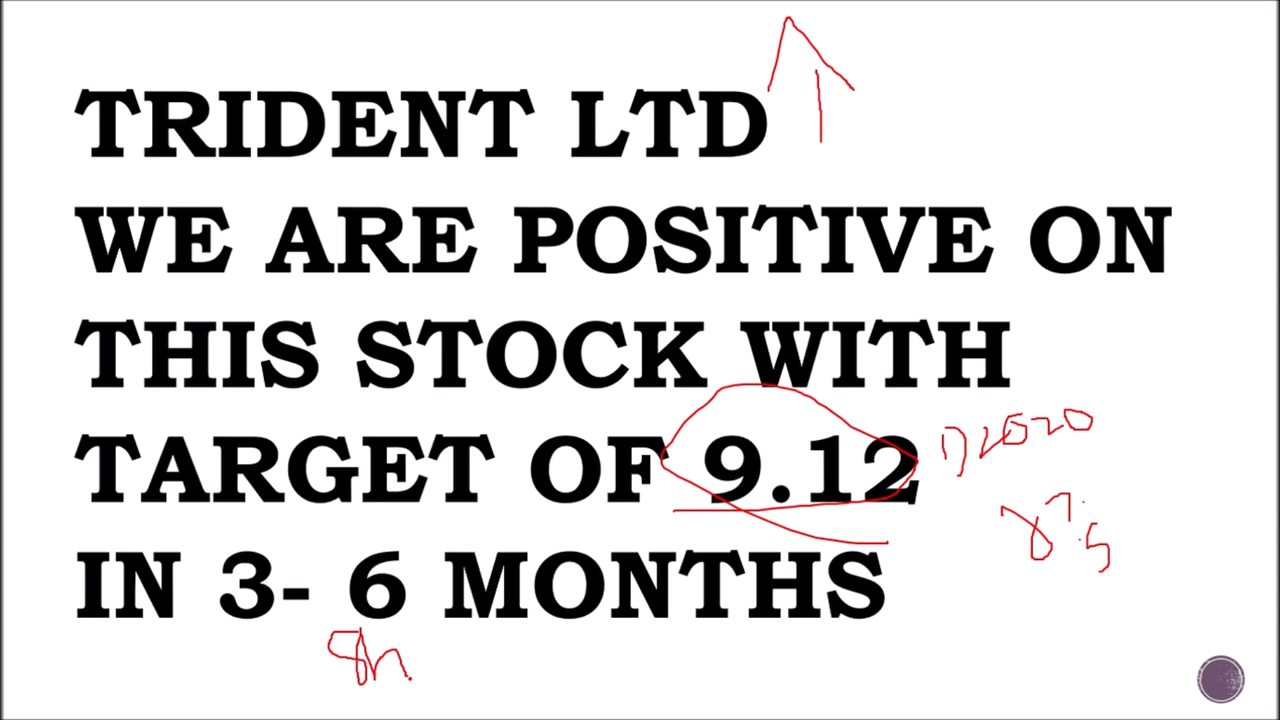 TRIDENT LTD
WE ARE POSITIVE ON
THIS STOCK WITH
TARGET OF 9.12
IN 3- 6 MONTHS